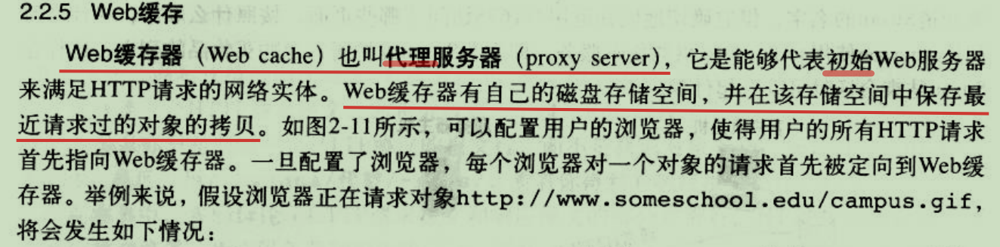 2.2.5 Web缓存
Web缓存器（Web cache）也叫代理服务器（proxy server），它是能够代表初始Web服务器
来满足HTTP请求的网络实体。Web缓存器有自己的磁盘存储空间，并在该存储空间中保存最
近请求过的对象的拷贝。如图2-11所示，可以配置用户的浏览器，使得用户的所有HTTP请求
首先指向Web缓存器。一旦配置了浏览器，每个浏览器对一个对象的请求首先被定向到Web缓
存器。举例来说，假设浏览器正在请求对象http://www.someschool.edu/campus.gif，
将会发生如下情况：